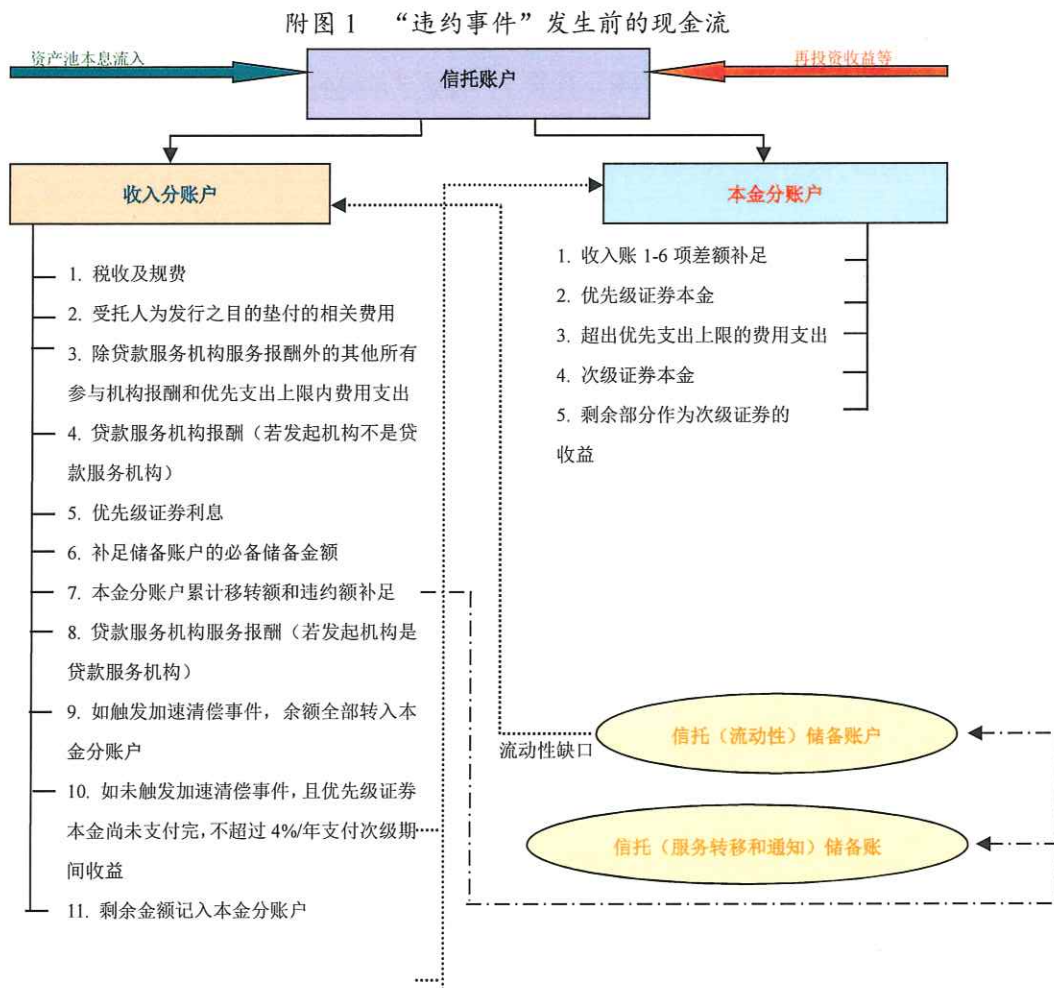 附图 1 “违约事件”发生前的现金流
资产池本息流入
信托账户
再投资收益等
收入分账户
本金分账户
1. 税收及规费
2. 受托人为发行之目的垫付的相关费用
3. 除贷款服务机构服务报酬外的其他所有
参与机构报酬和优先支出上限内费用支出
4. 贷款服务机构报酬（若发起机构不是贷
款服务机构）
5. 优先级证券利息
6. 补足储备账户的必备储备金额
7. 本金分账户累计移转额和违约额补足
8. 贷款服务机构服务报酬（若发起机构是
贷款服务机构）
9. 如触发加速清偿事件，余额全部转入本
金分账户
10. 如未触发加速清偿事件，且优先级证券
本金尚未支付完，不超过 4%/年支付次级期
间收益
11. 剩余金额记入本金分账户
1. 收入账 1-6 项差额补足
2. 优先级证券本金
3. 超出优先支出上限的费用支出
4. 次级证券本金
5. 剩余部分作为次级证券的
收益
流动性缺口
信托（流动性）储备账户
信托（服务转移和通知）储备账